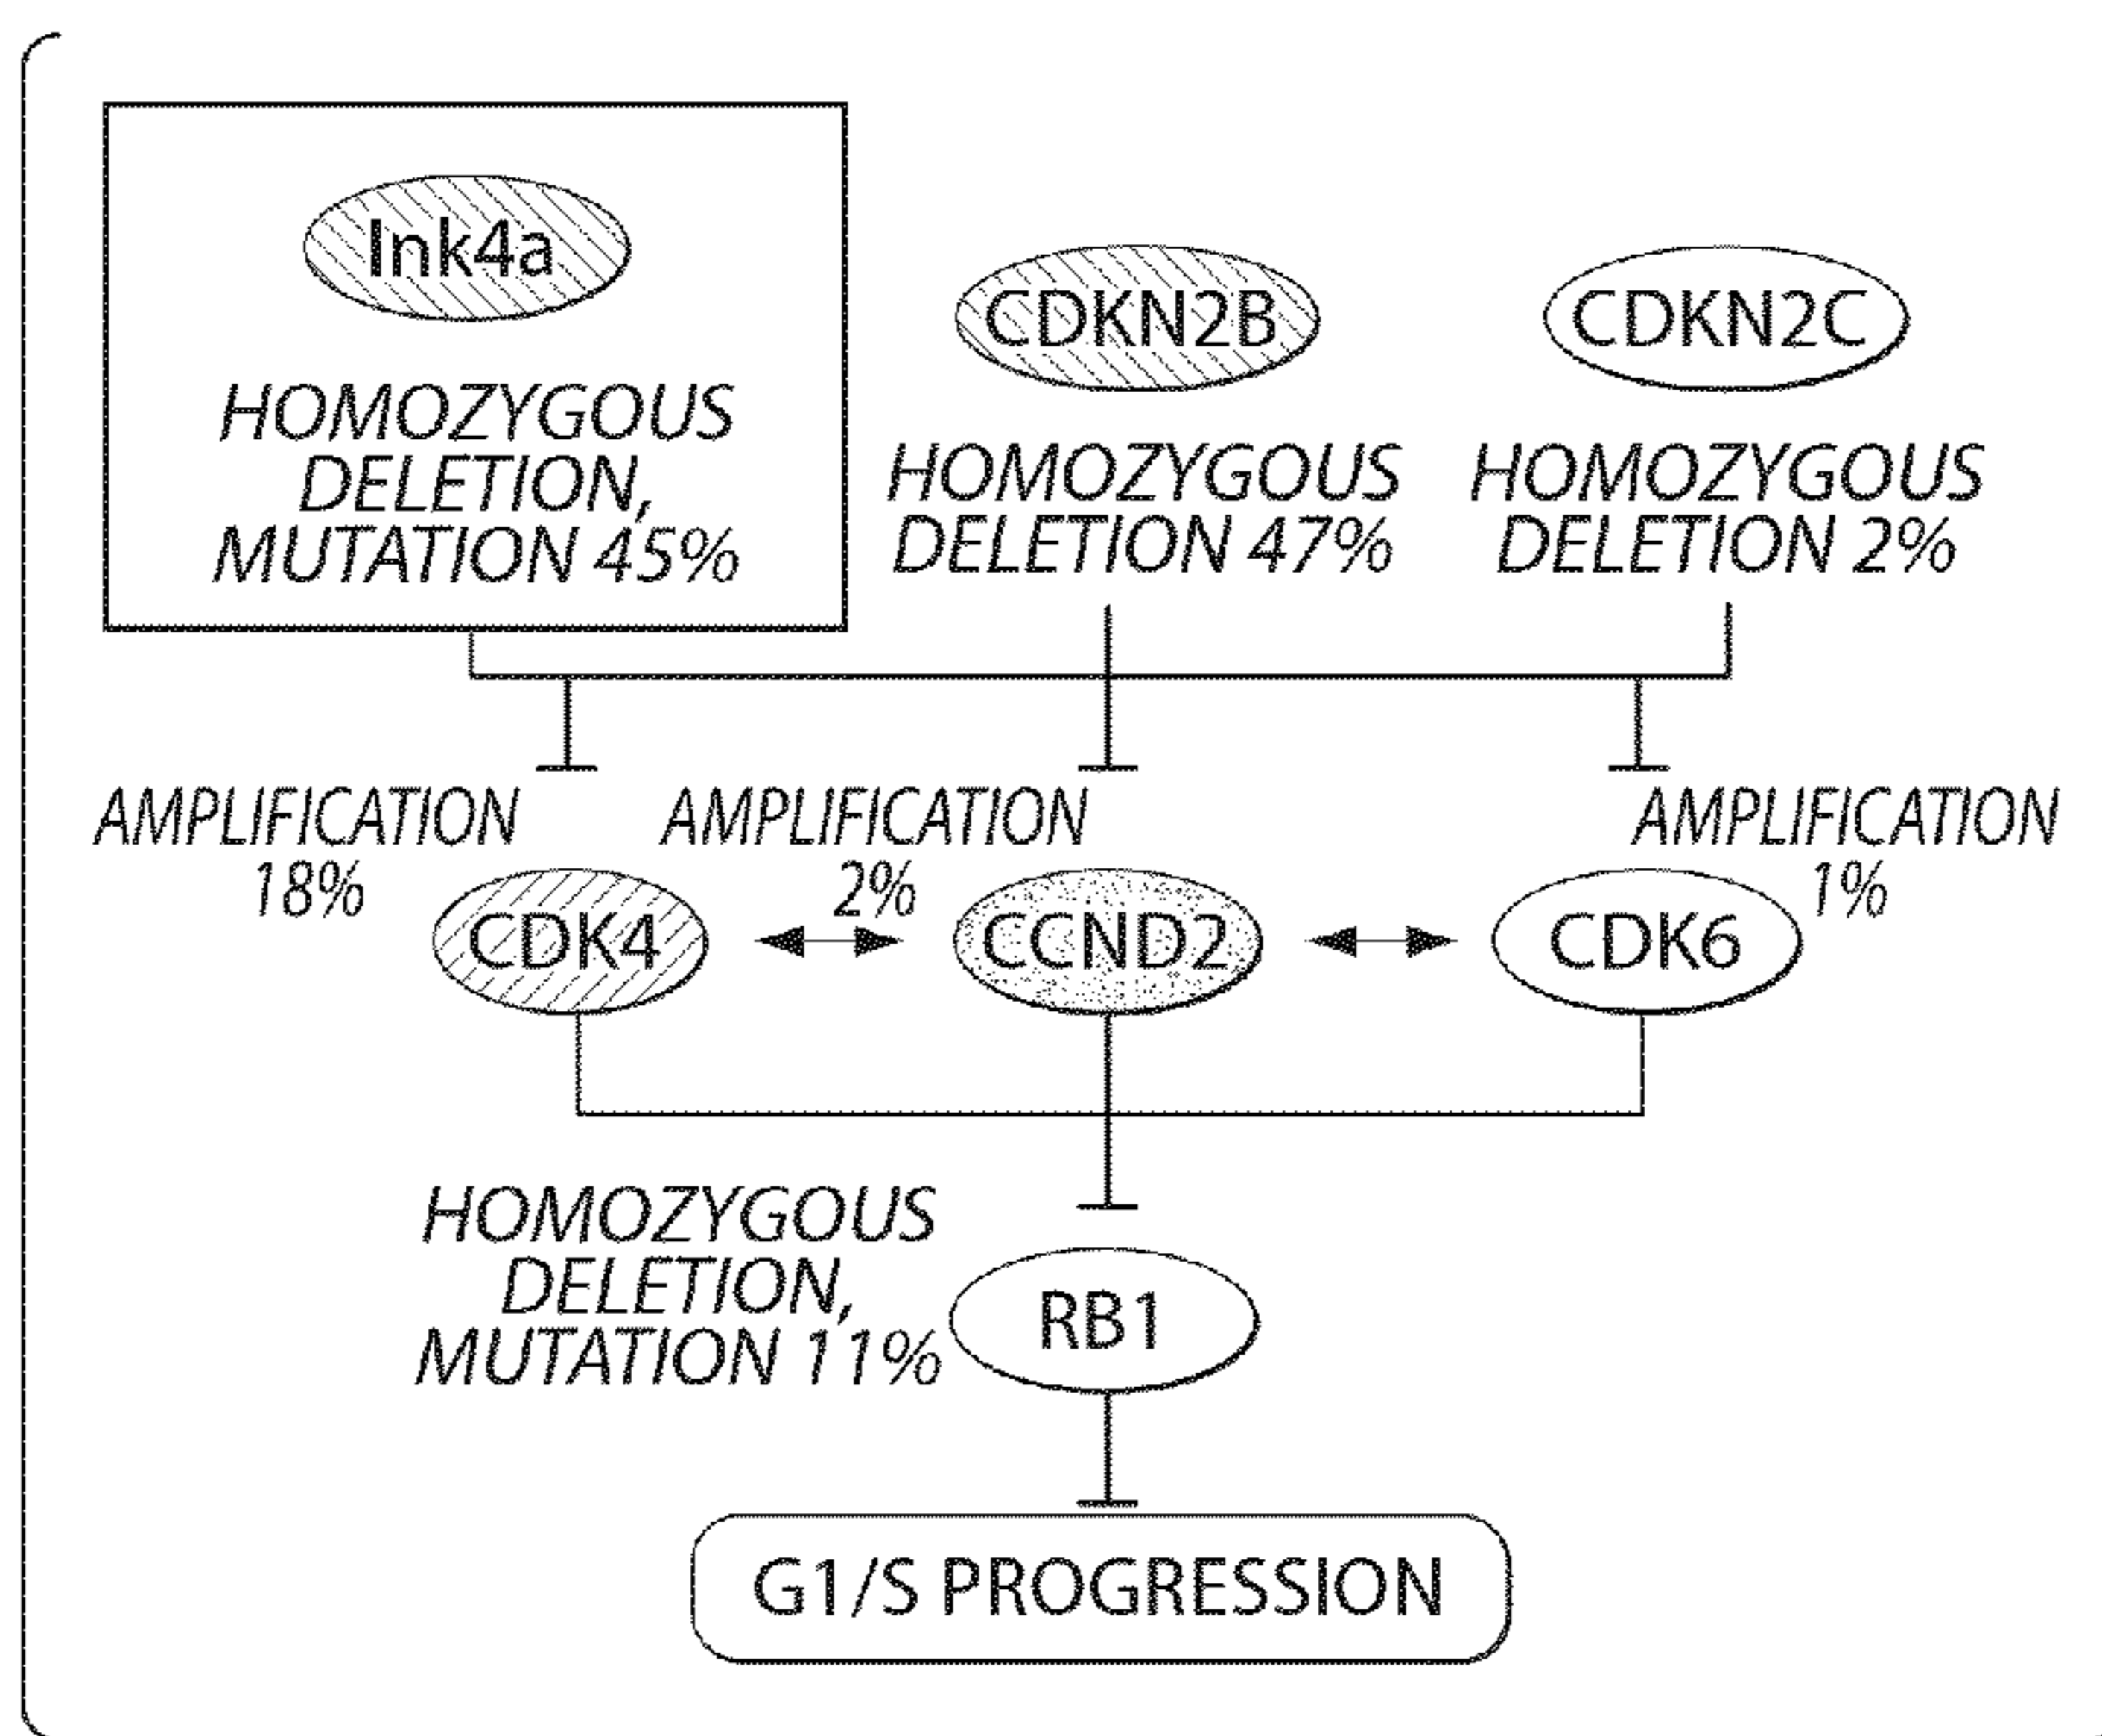 Ink4a
HOMOZYGOUS
DELETION,
MUTATION 45%
CDKN2B
HOMOZYGOUS
DELETION 47%
CDKN2C
HOMOZYGOUS
DELETION 2%
AMPLIFICATION
18%
CDK4
AMPLIFICATION
2%
CCND2
AMPLIFICATION
1%
CDK6
HOMOZYGOUS
DELETION,
MUTATION 11%
RB1
G1/S PROGRESSION